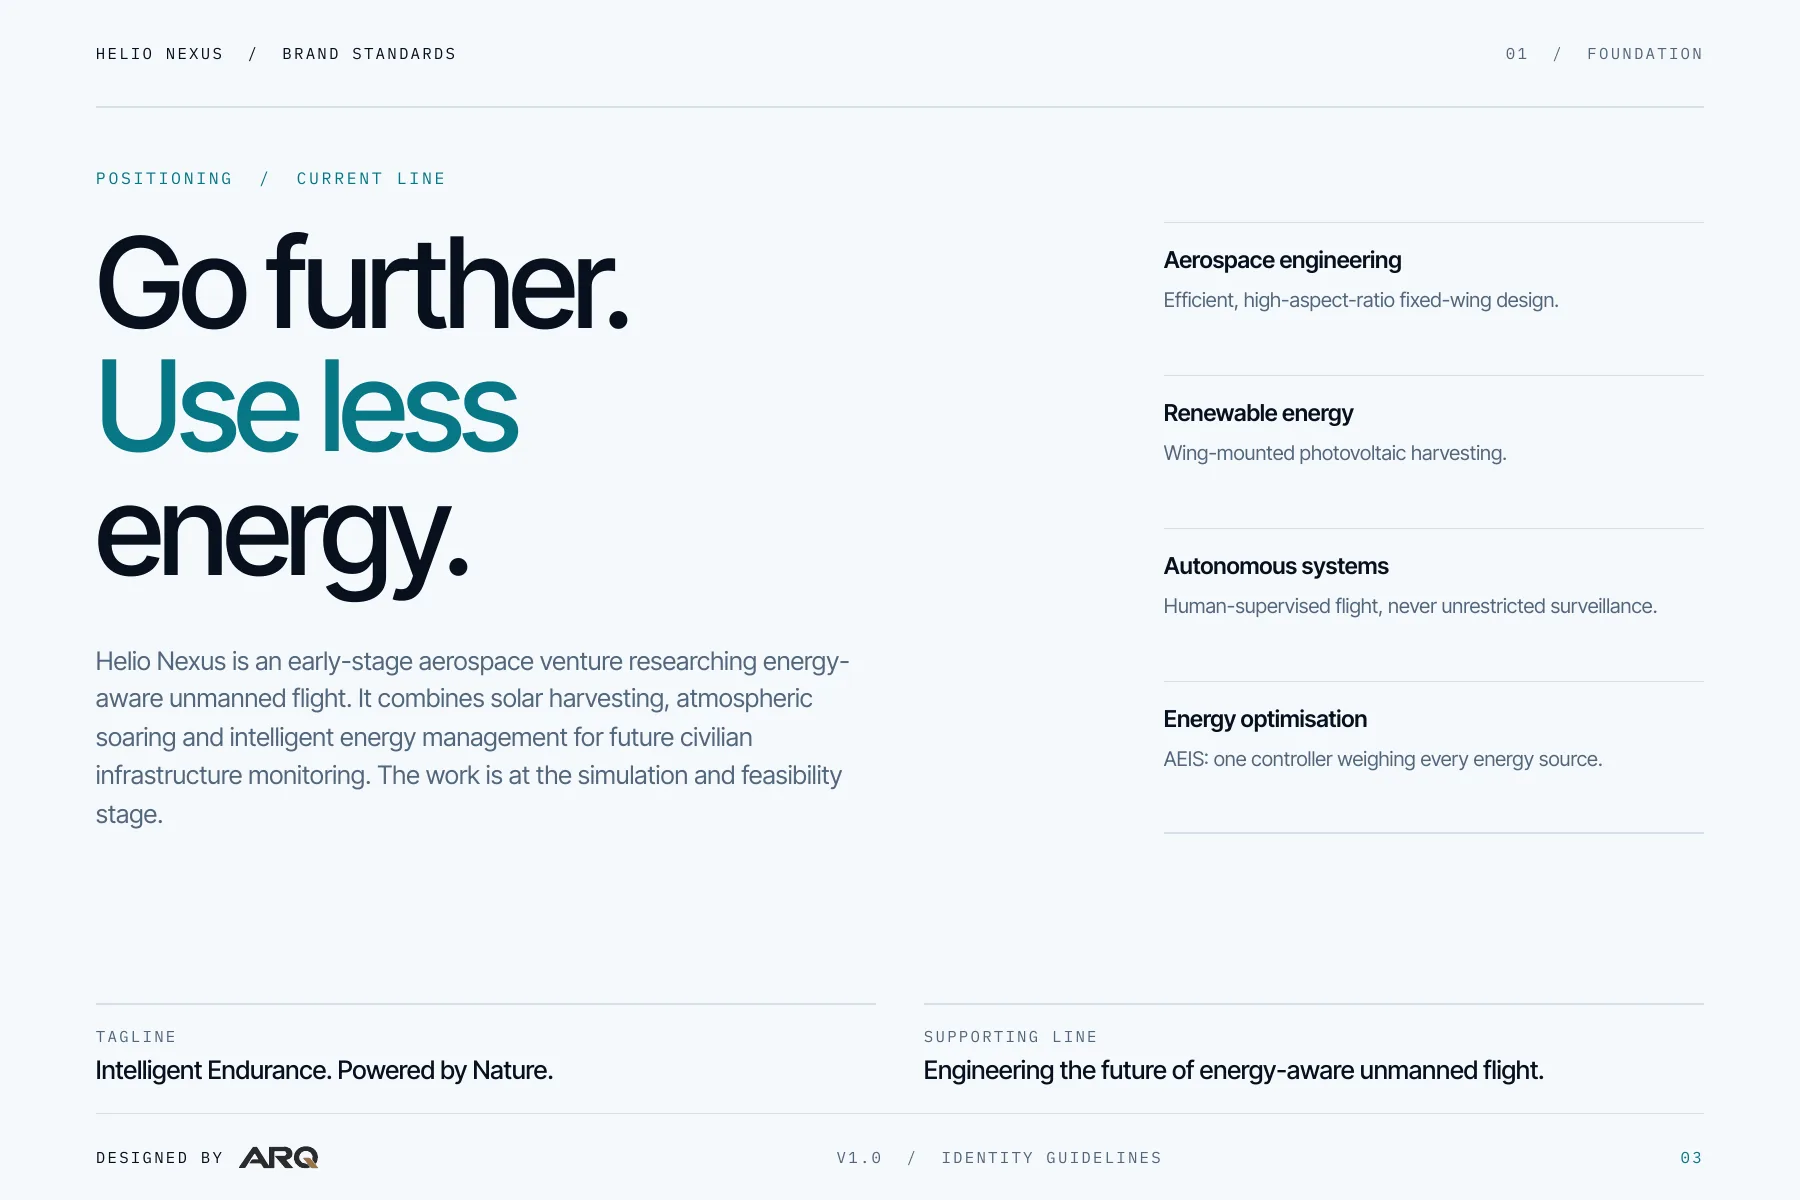 HELIO NEXUS / BRAND STANDARDS
01 / FOUNDATION
POSITIONING / CURRENT LINE
Go further.
Use less
energy.
Helio Nexus is an early-stage aerospace venture researching energy-
aware unmanned flight. It combines solar harvesting, atmospheric
soaring and intelligent energy management for future civilian
infrastructure monitoring. The work is at the simulation and feasibility
stage.
Aerospace engineering
Efficient, high-aspect-ratio fixed-wing design.
Renewable energy
Wing-mounted photovoltaic harvesting.
Autonomous systems
Human-supervised flight, never unrestricted surveillance.
Energy optimisation
AEIS: one controller weighing every energy source.
TAGLINE
Intelligent Endurance. Powered by Nature.
SUPPORTING LINE
Engineering the future of energy-aware unmanned flight.
DESIGNED BY ARQ
V1.0 / IDENTITY GUIDELINES
03